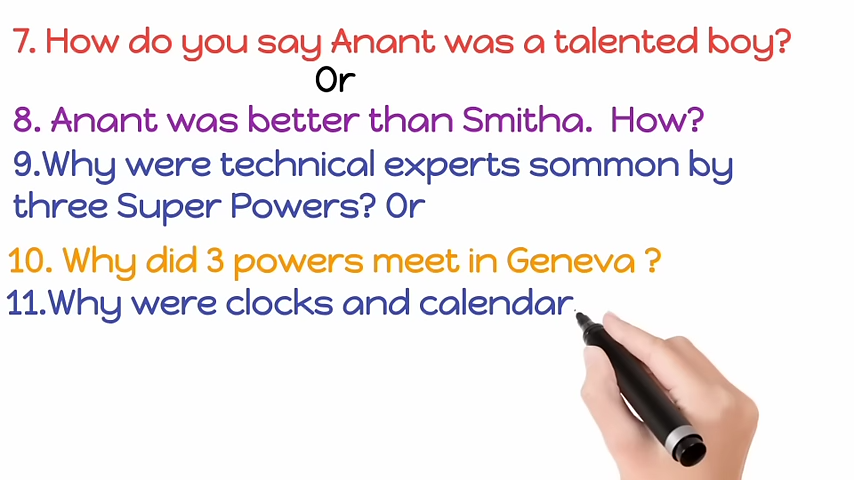 7. How do you say Anant was a talented boy?
Or
8. Anant was better than Smitha. How?
9.Why were technical experts sommon by
three Super Powers? Or
10. Why did 3 powers meet in Geneva ?
11.Why were clocks and calendar